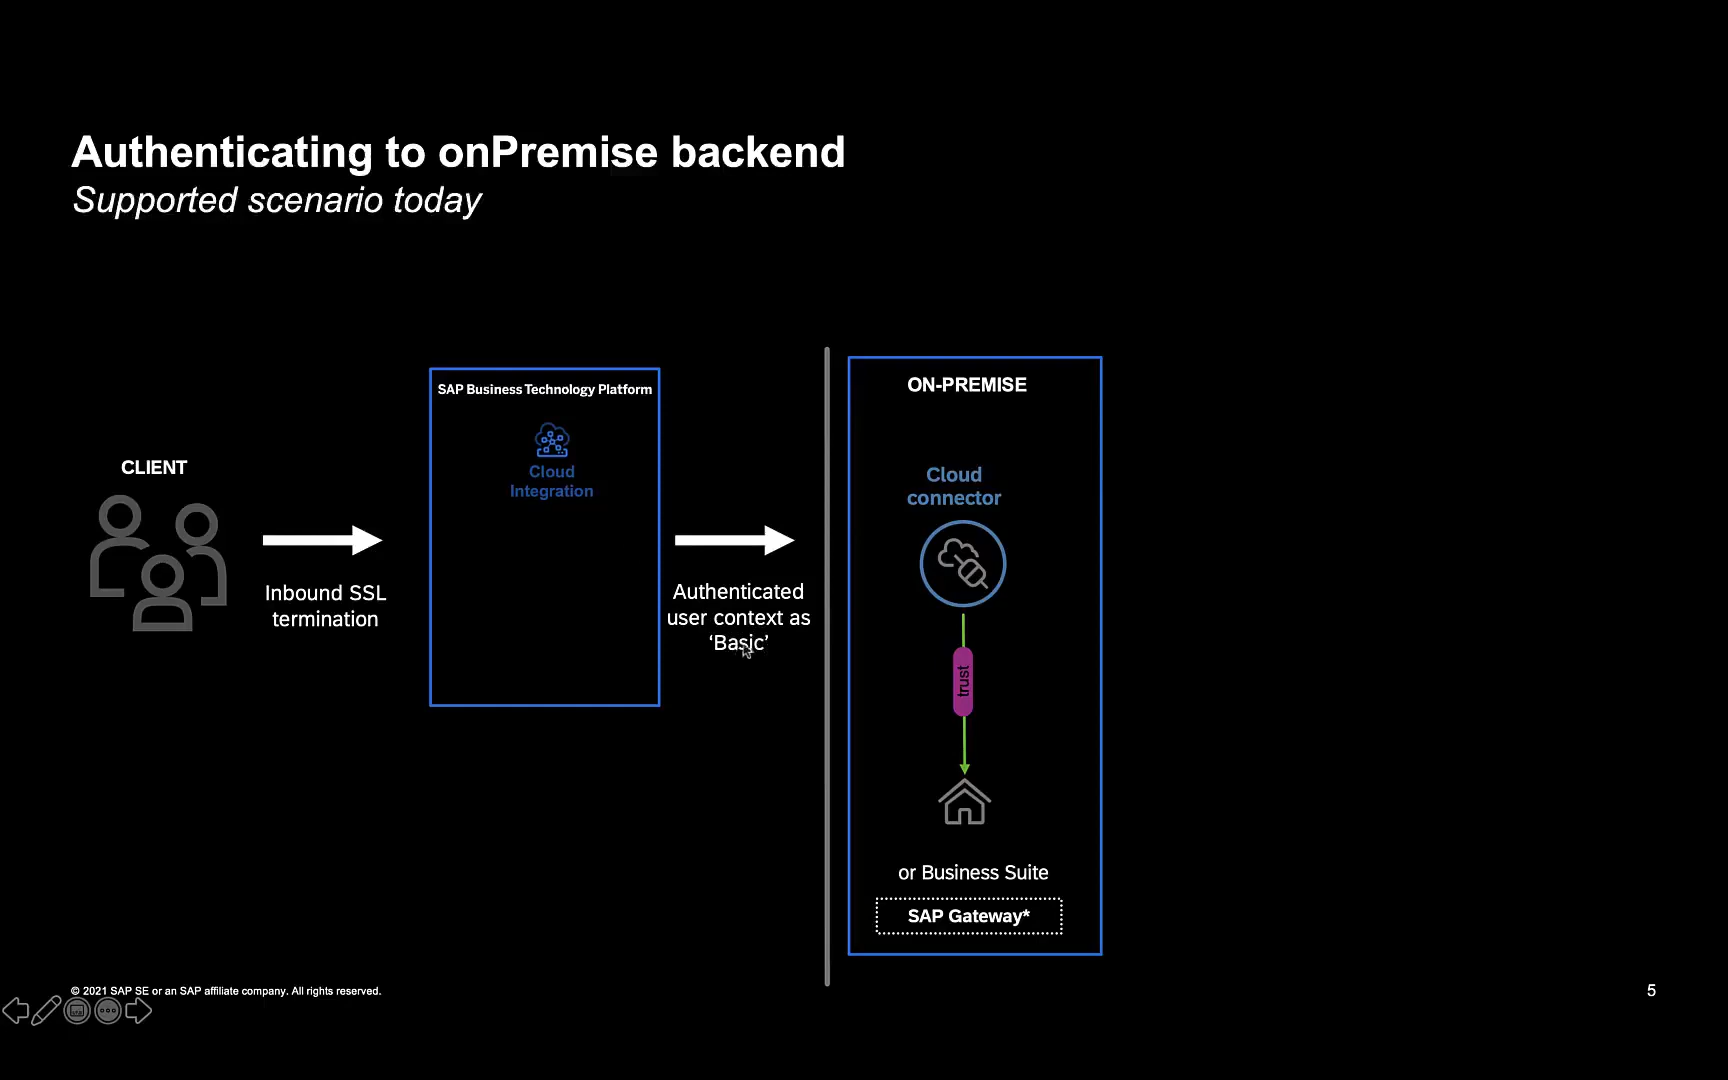 Authenticating to onPremise backend
Supported scenario today
CLIENT
Inbound SSL
termination
SAP Business Technology Platform
Cloud
Integration
Authenticated
user context as
‘Basic’
ON-PREMISE
Cloud
connector
trust
or Business Suite
SAP Gateway*
© 2021 SAP SE or an SAP affiliate company. All rights reserved.
5